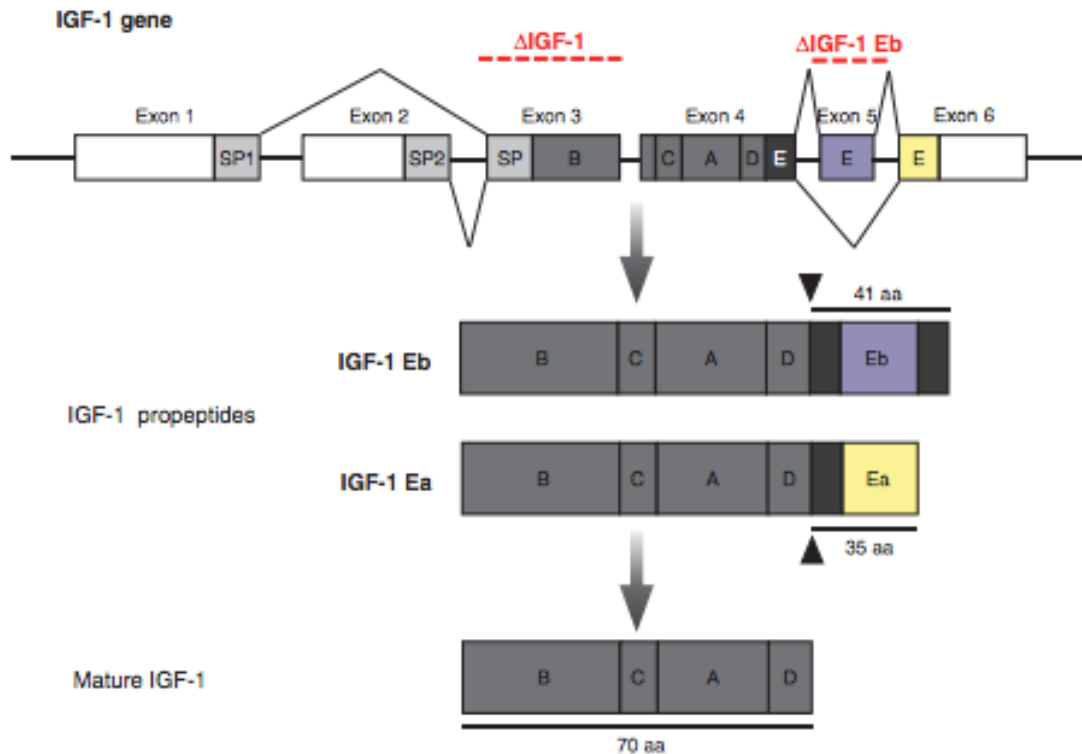 IGF-1 gene
ΔIGF-1
ΔIGF-1 Eb
Exon 1
Exon 2
Exon 3
Exon 4
Exon 5
Exon 6
SP1
SP2
SP
B
C
A
D
E
E
E
41 aa
IGF-1 Eb
B
C
A
D
Eb
IGF-1 propeptides
IGF-1 Ea
B
C
A
D
Ea
35 aa
Mature IGF-1
B
C
A
D
70 aa